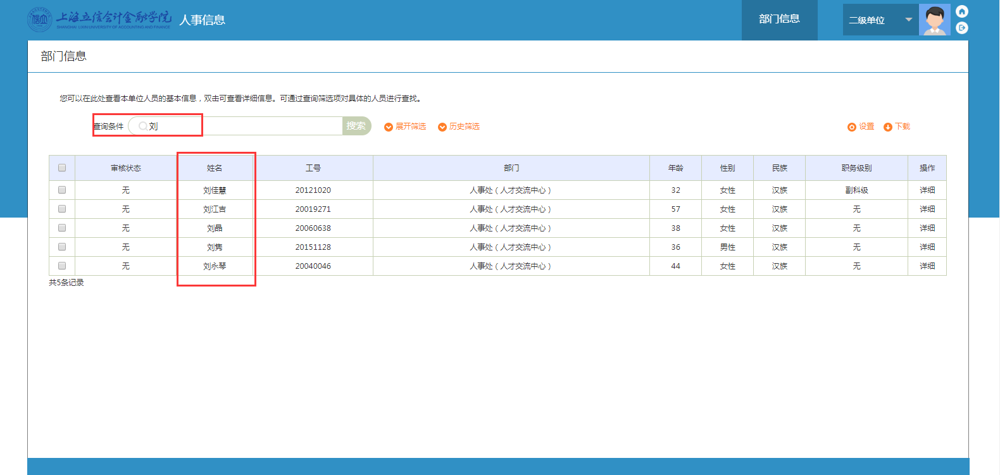 上海立信会计金融学院 人事信息 部门信息 二级单位
SHANGHAI LIXIN UNIVERSITY OF ACCOUNTING AND FINANCE
部门信息
您可以在此处查看本单位人员的基本信息，双击可查看详细信息。可通过查询筛选项对具体的人员进行查找。
查询条件 刘 搜索 展开筛选 历史筛选 设置 下载
审核状态 姓名 工号 部门 年龄 性别 民族 职务级别 操作
无 刘佳慧 20121020 人事处（人才交流中心） 32 女性 汉族 副科级 详细
无 刘江吉 20019271 人事处（人才交流中心） 57 女性 汉族 无 详细
无 刘晶 20060638 人事处（人才交流中心） 38 女性 汉族 无 详细
无 刘隽 20151128 人事处（人才交流中心） 36 男性 汉族 无 详细
无 刘永琴 20040046 人事处（人才交流中心） 44 女性 汉族 无 详细
共5条记录